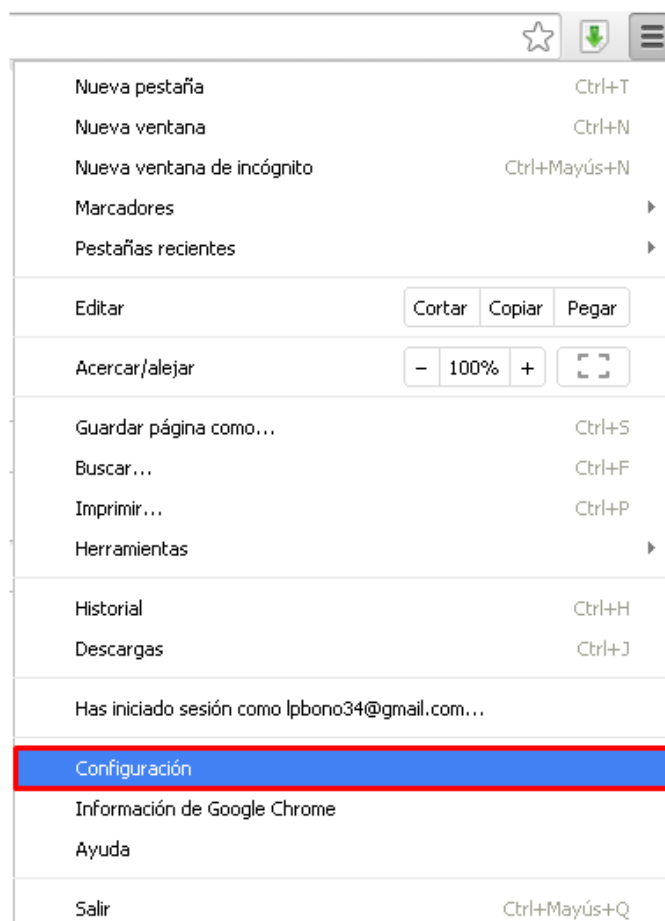 Nueva pestaña Ctrl+T
Nueva ventana Ctrl+N
Nueva ventana de incógnito Ctrl+Mayús+N
Marcadores
Pestañas recientes
Editar Cortar Copiar Pegar
Acercar/alejar - 100% +
Guardar página como... Ctrl+S
Buscar... Ctrl+F
Imprimir... Ctrl+P
Herramientas
Historial Ctrl+H
Descargas Ctrl+J
Has iniciado sesión como lpbono34@gmail.com...
Configuración
Información de Google Chrome
Ayuda
Salir Ctrl+Mayús+Q